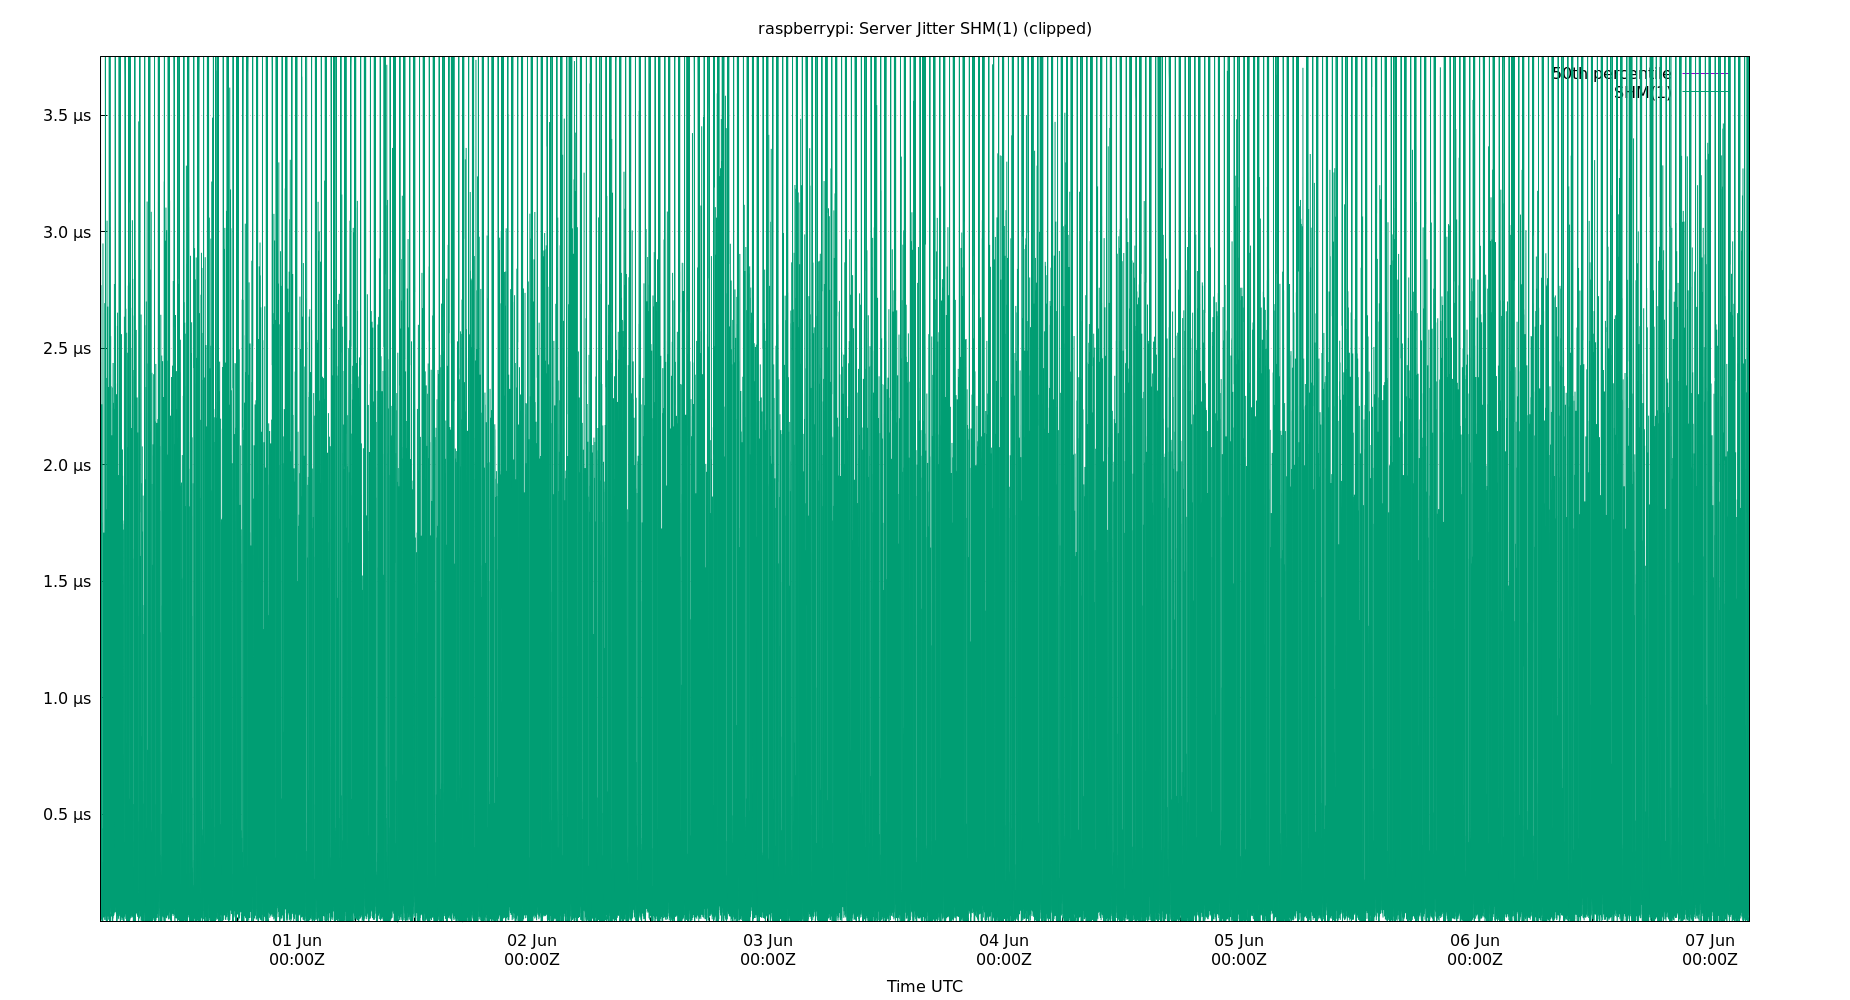 raspberrypi: Server Jitter SHM(1) (clipped)
50th percentile
SHM(1)
3.5 µs
3.0 µs
2.5 µs
2.0 µs
1.5 µs
1.0 µs
0.5 µs
01 Jun 02 Jun 03 Jun 04 Jun 05 Jun 06 Jun 07 Jun
00:00Z 00:00Z 00:00Z 00:00Z 00:00Z 00:00Z 00:00Z
Time UTC